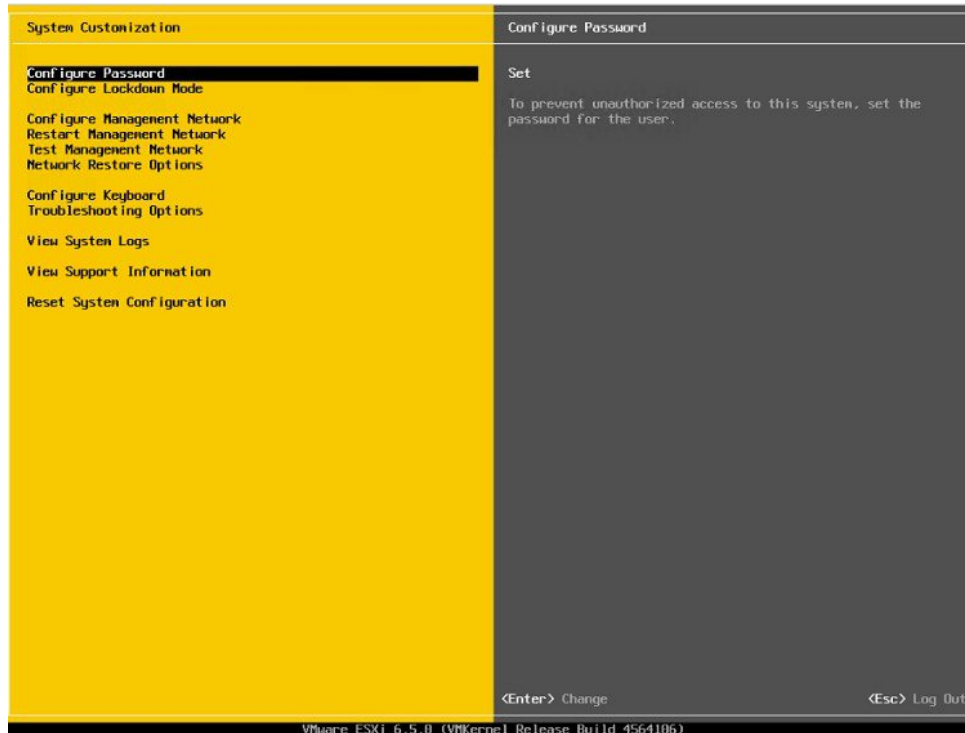 System Customization
Configure Password
Configure Lockdown Mode
Configure Management Network
Restart Management Network
Test Management Network
Network Restore Options
Configure Keyboard
Troubleshooting Options
View System Logs
View Support Information
Reset System Configuration
Configure Password
Set
To prevent unauthorized access to this system, set the
password for the user.
<Enter> Change
<Esc> Log Out
VMware ESXi 6.5.0 (VMKernel Release Build 4564106)